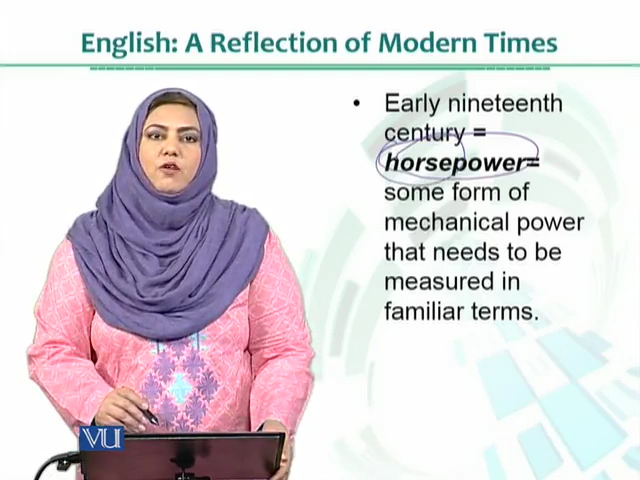 English: A Reflection of Modern Times
• Early nineteenth
century =
horsepower=
some form of
mechanical power
that needs to be
measured in
familiar terms.
VU